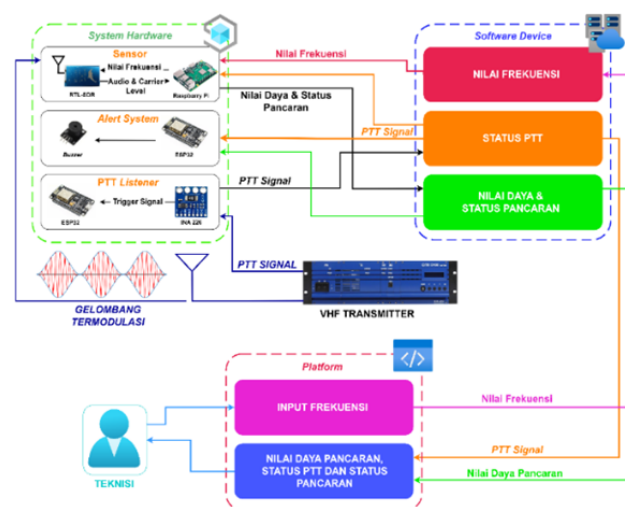 System Hardware
Sensor
Nilai Frekuensi
Audio & Carrier
Level
RTL-SDR
Raspberry Pi
Alert System
Buzzer
ESP32
PTT Listener
Trigger Signal
ESP32
INA 226
Nilai Frekuensi
Nilai Daya & Status
Pancaran
PTT Signal
PTT Signal
PTT SIGNAL
Software Device
NILAI FREKUENSI
STATUS PTT
NILAI DAYA &
STATUS PANCARAN
GELOMBANG
TERMODULASI
VHF TRANSMITTER
Platform
INPUT FREKUENSI
NILAI DAYA PANCARAN,
STATUS PTT DAN STATUS
PANCARAN
TEKNISI
Nilai Frekuensi
PTT Signal
Nilai Daya Pancaran